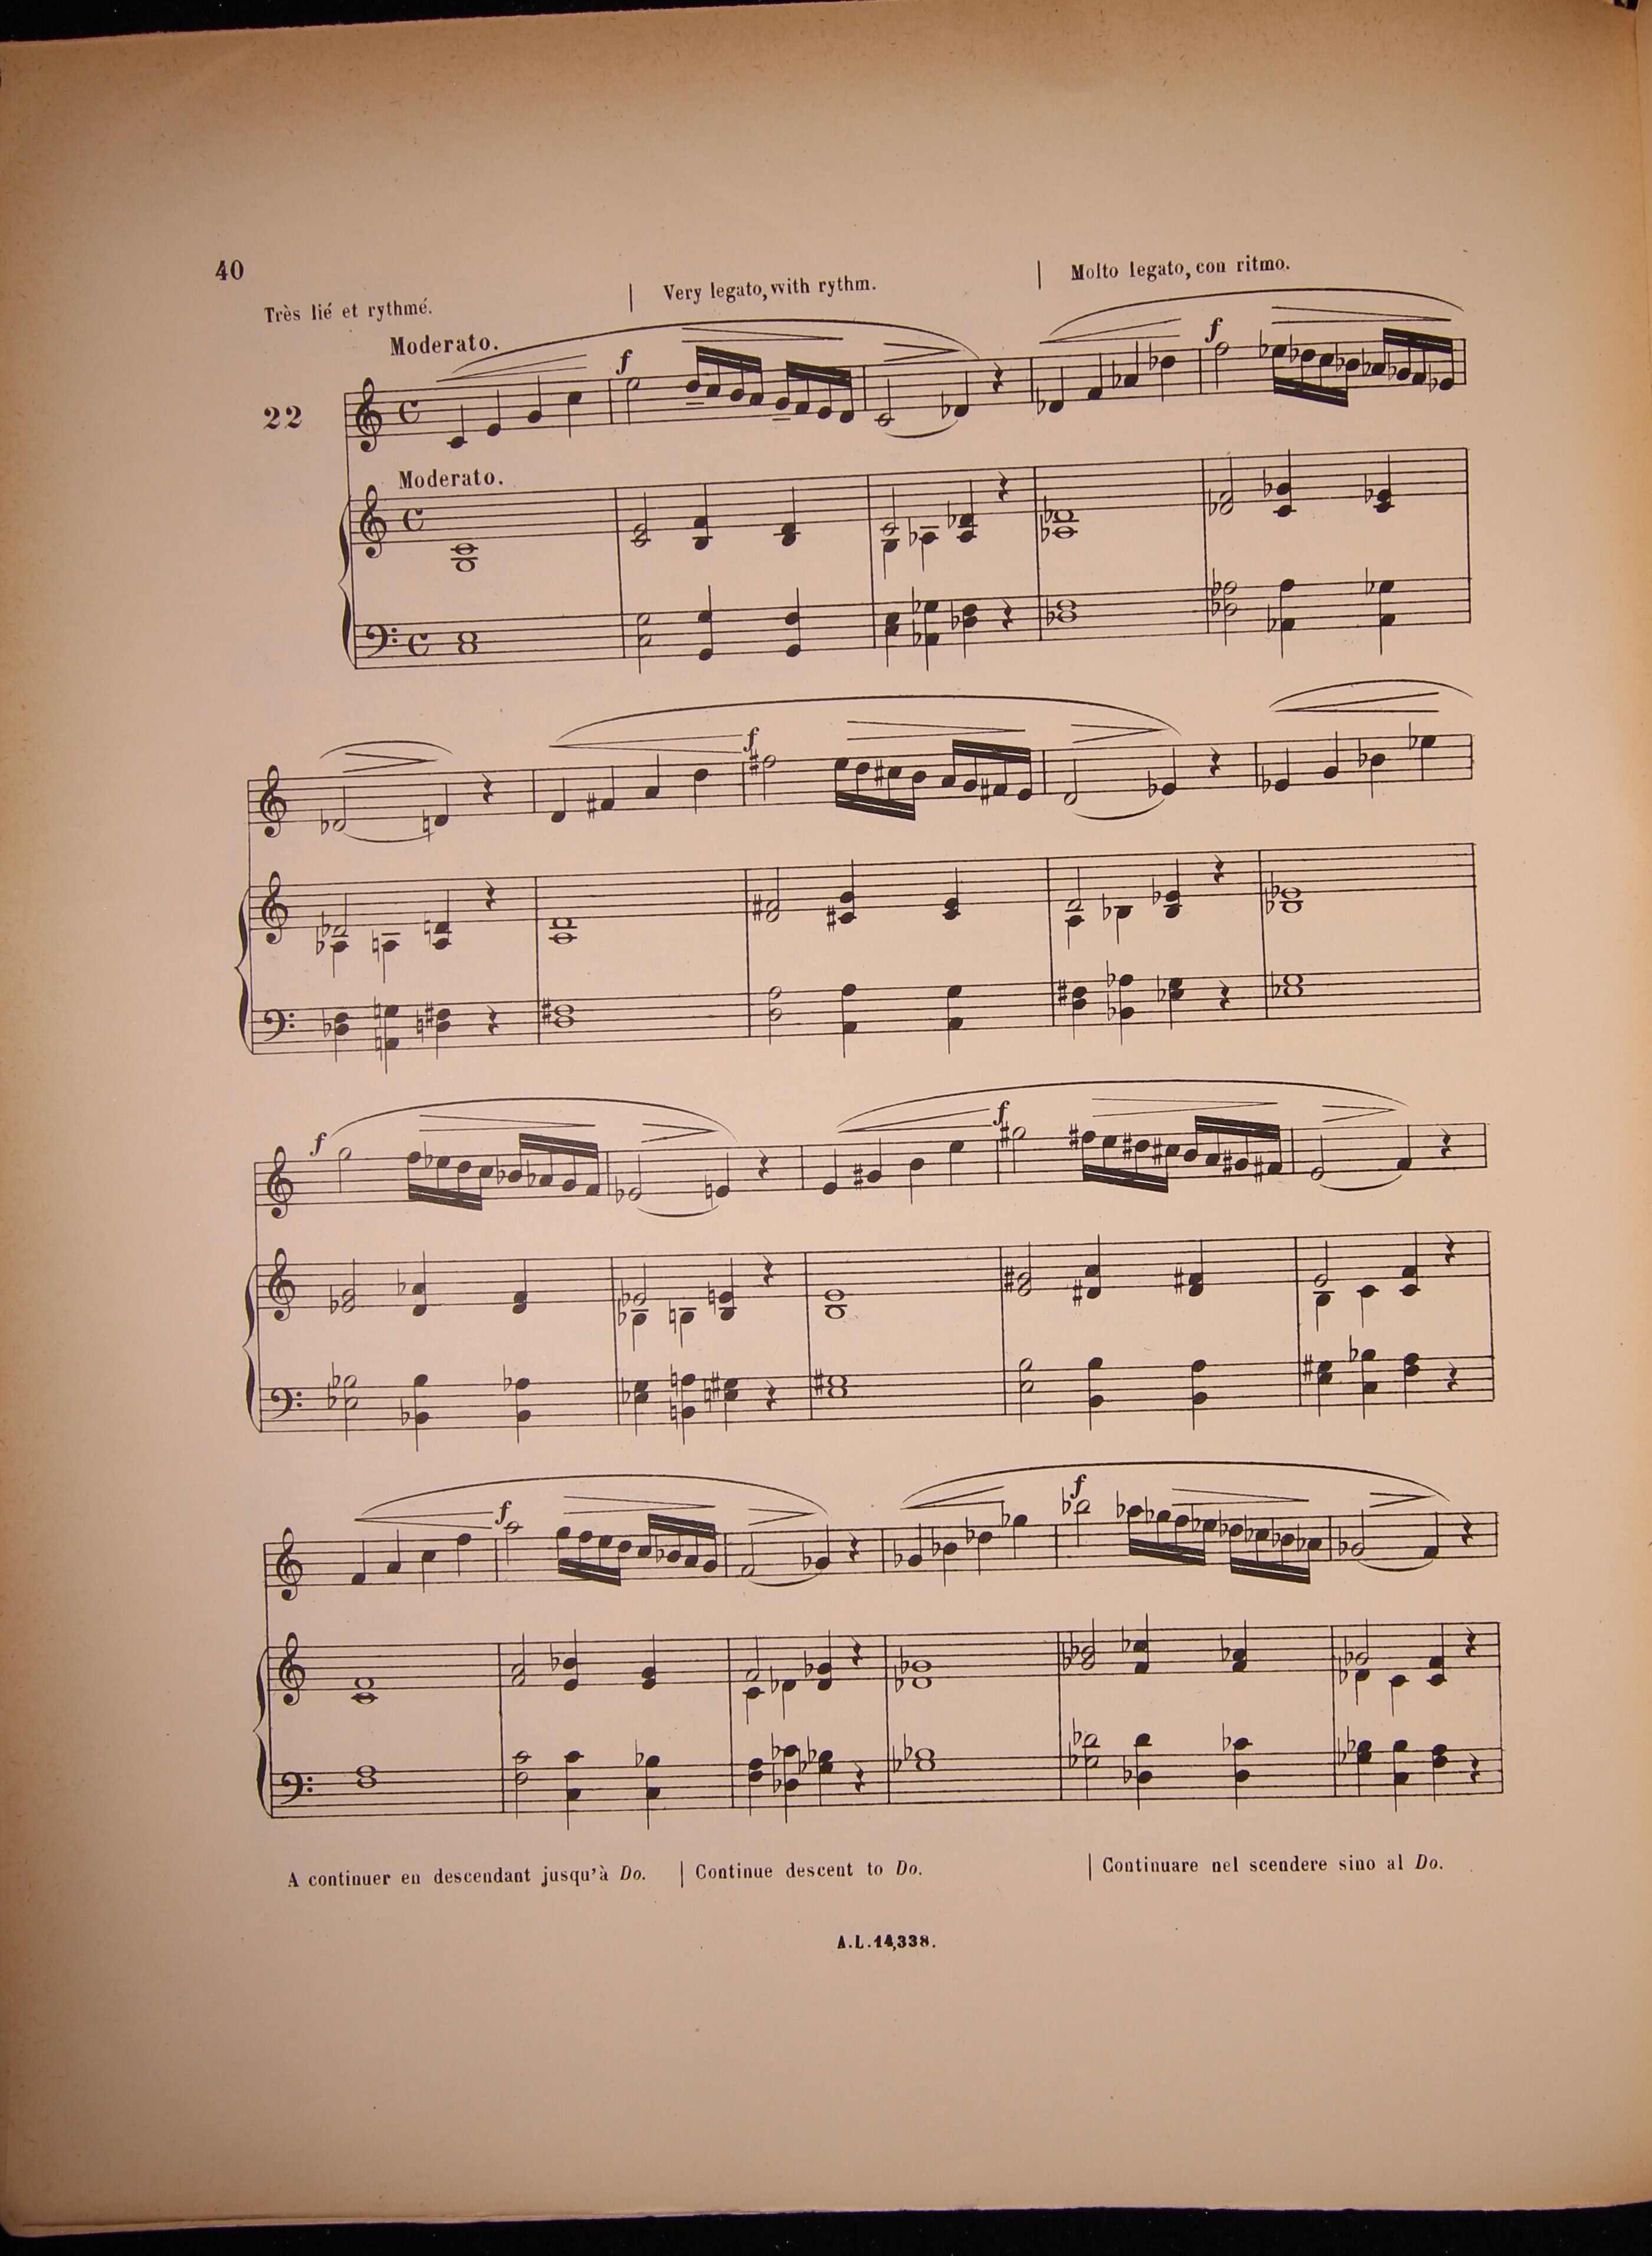 40
Très lié et rythmé. | Very legato, with rythm. | Molto legato, con ritmo.
Moderato.
f
f
22
Moderato.
f
f
f
f
f
A continuer en descendant jusqu'à Do. | Continue descent to Do. | Continuare nel scendere sino al Do.
A.L.14,338.